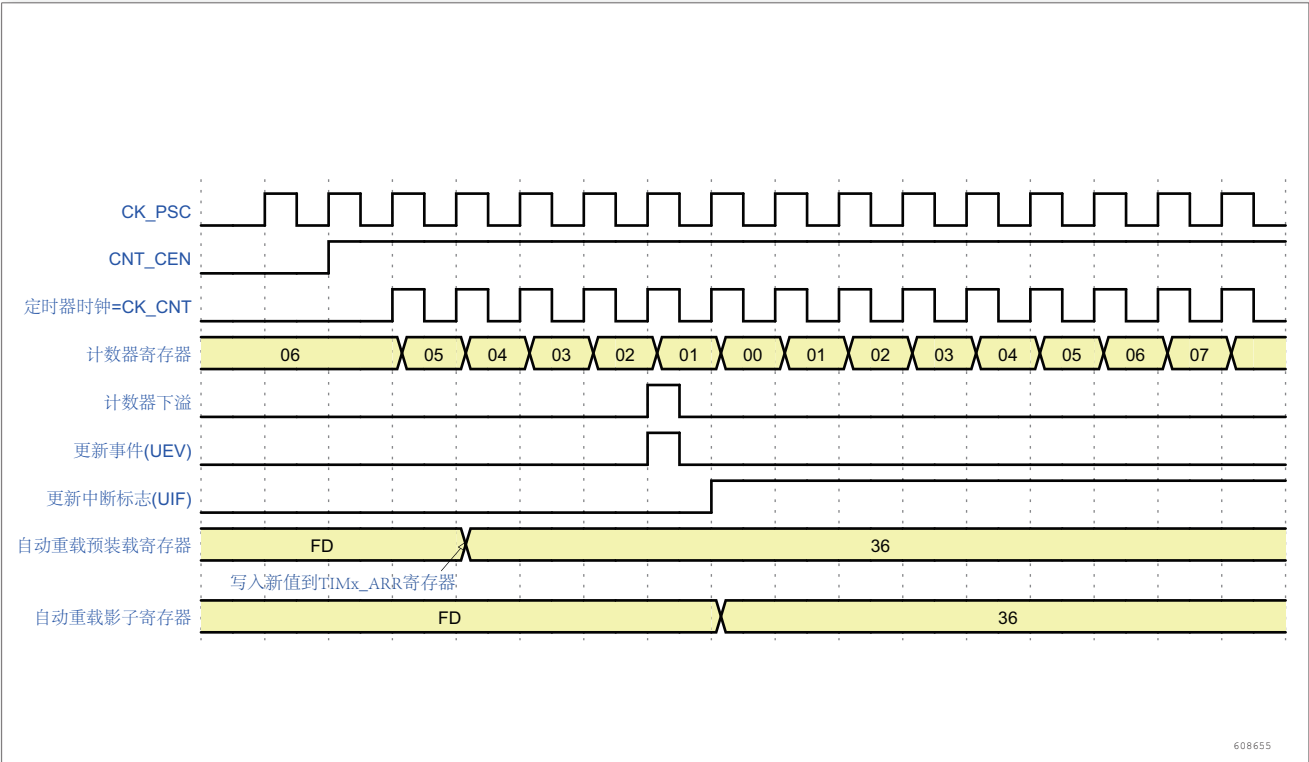 CK_PSC
CNT_CEN
定时器时钟=CK_CNT
计数器寄存器 06 05 04 03 02 01 00 01 02 03 04 05 06 07
计数器下溢
更新事件(UEV)
更新中断标志(UIF)
自动重载预装载寄存器 FD 36
写入新值到TIMx_ARR寄存器
自动重载影子寄存器 FD 36
608655